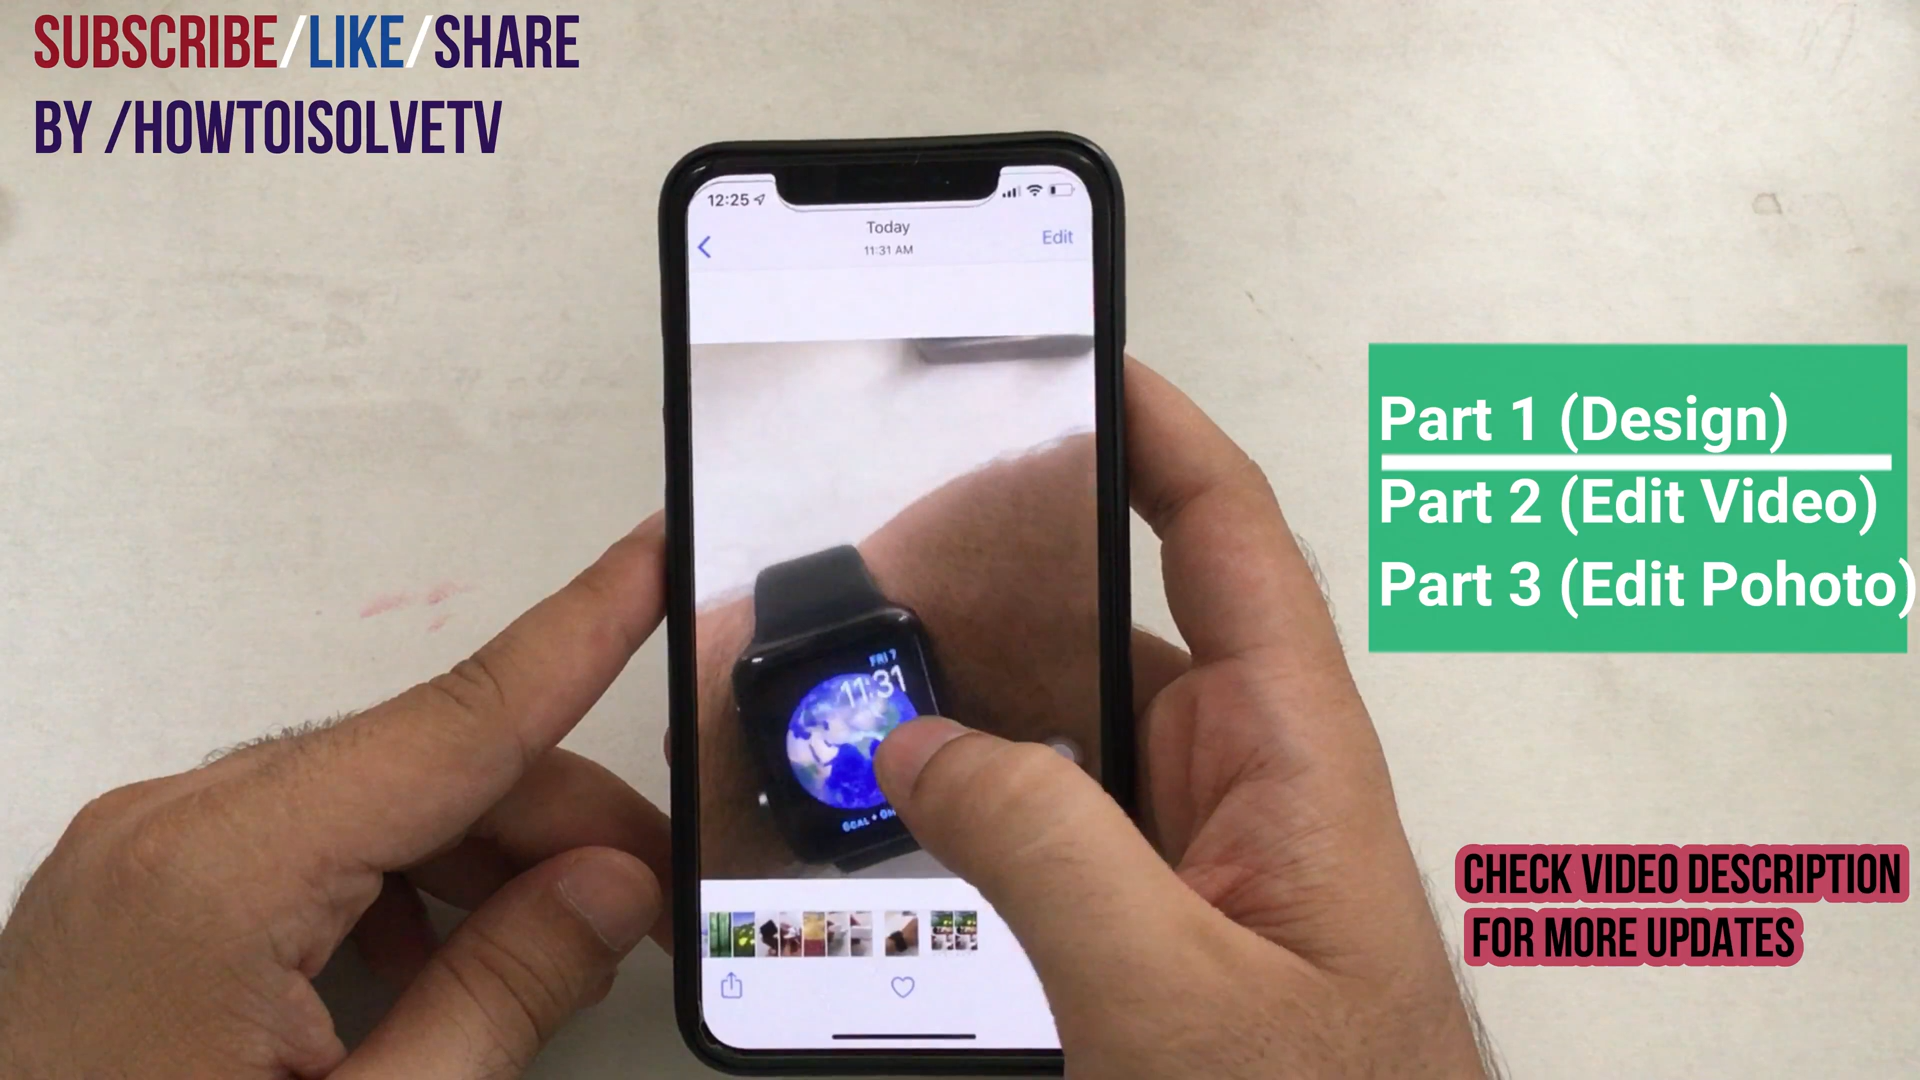 SUBSCRIBE/LIKE/SHARE
BY /HOWTOISOLVETV
12:25
Today
11:31 AM
Edit
FRI 7
11:31
Part 1 (Design)
Part 2 (Edit Video)
Part 3 (Edit Pohoto)
CHECK VIDEO DESCRIPTION
FOR MORE UPDATES